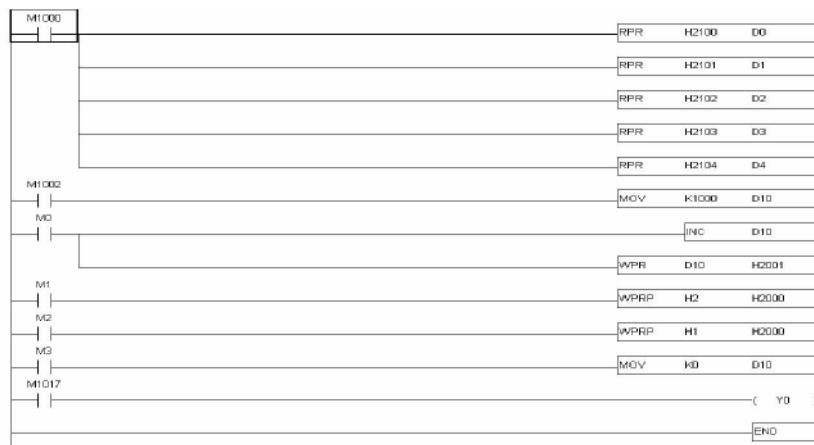 M1000
RPR H2100 D0
RPR H2101 D1
RPR H2102 D2
RPR H2103 D3
RPR H2104 D4
M1002
MOV K1000 D10
M0
INC D10
WPR D10 H2001
M1
WPRP H2 H2000
M2
WPRP H1 H2000
M3
MOV K0 D10
M1017
( Y0 )
END